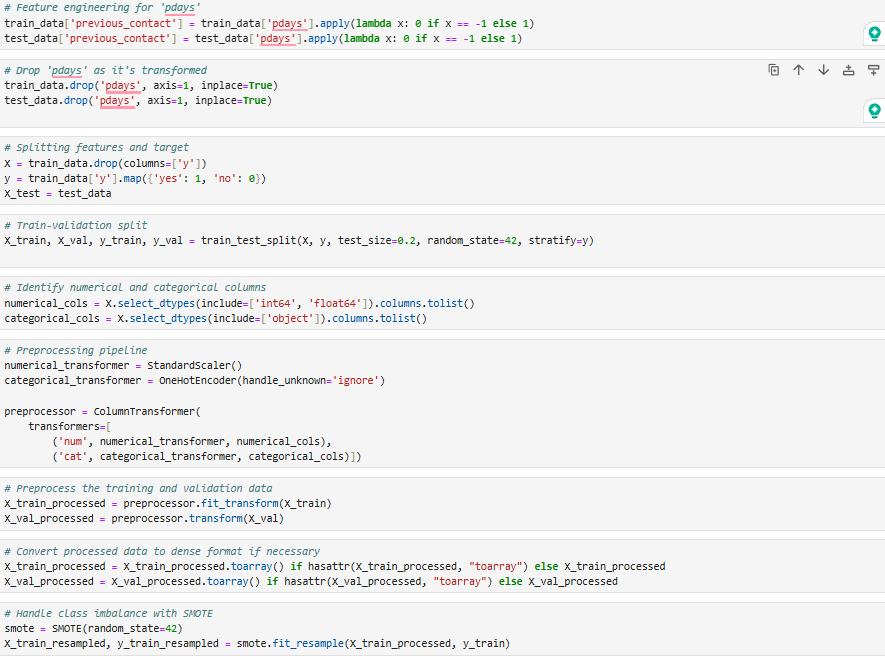 # Feature engineering for 'pdays'
train_data['previous_contact'] = train_data['pdays'].apply(lambda x: 0 if x == -1 else 1)
test_data['previous_contact'] = test_data['pdays'].apply(lambda x: 0 if x == -1 else 1)
# Drop 'pdays' as it's transformed
train_data.drop('pdays', axis=1, inplace=True)
test_data.drop('pdays', axis=1, inplace=True)
# Splitting features and target
X = train_data.drop(columns=['y'])
y = train_data['y'].map({'yes': 1, 'no': 0})
X_test = test_data
# Train-validation split
X_train, X_val, y_train, y_val = train_test_split(X, y, test_size=0.2, random_state=42, stratify=y)
# Identify numerical and categorical columns
numerical_cols = X.select_dtypes(include=['int64', 'float64']).columns.tolist()
categorical_cols = X.select_dtypes(include=['object']).columns.tolist()
# Preprocessing pipeline
numerical_transformer = StandardScaler()
categorical_transformer = OneHotEncoder(handle_unknown='ignore')
preprocessor = ColumnTransformer(
    transformers=[
        ('num', numerical_transformer, numerical_cols),
        ('cat', categorical_transformer, categorical_cols)])
# Preprocess the training and validation data
X_train_processed = preprocessor.fit_transform(X_train)
X_val_processed = preprocessor.transform(X_val)
# Convert processed data to dense format if necessary
X_train_processed = X_train_processed.toarray() if hasattr(X_train_processed, "toarray") else X_train_processed
X_val_processed = X_val_processed.toarray() if hasattr(X_val_processed, "toarray") else X_val_processed
# Handle class imbalance with SMOTE
smote = SMOTE(random_state=42)
X_train_resampled, y_train_resampled = smote.fit_resample(X_train_processed, y_train)